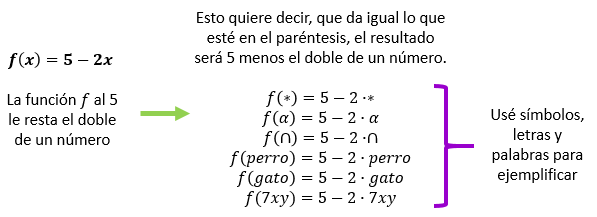 f(x) = 5 − 2x
La función f al 5
le resta el doble
de un número
Esto quiere decir, que da igual lo que
esté en el paréntesis, el resultado
será 5 menos el doble de un número.
f(∗) = 5 − 2 ·∗
f(α) = 5 − 2 · α
f(∩) = 5 − 2 ·∩
f(perro) = 5 − 2 · perro
f(gato) = 5 − 2 · gato
f(7xy) = 5 − 2 · 7xy
Usé símbolos,
letras y
palabras para
ejemplificar